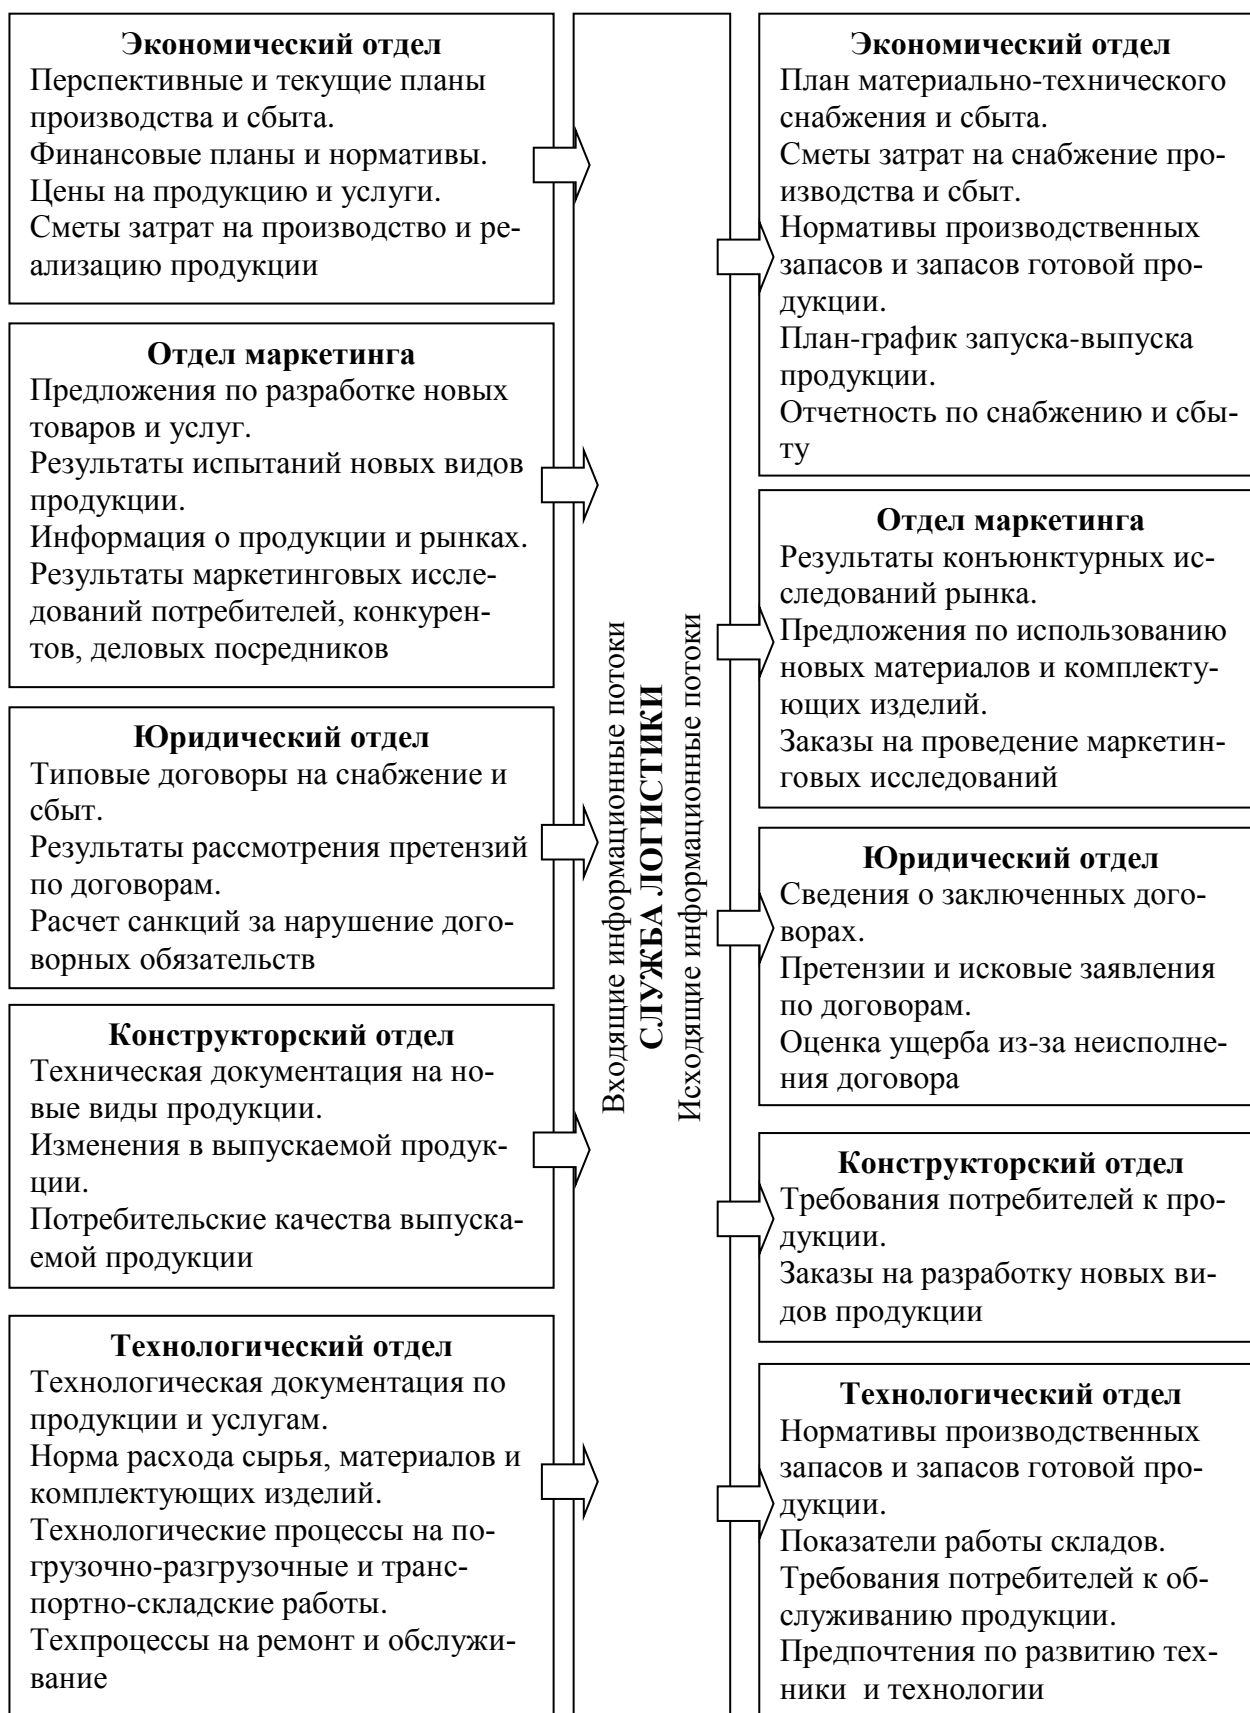 Экономический отдел
Перспективные и текущие планы
производства и сбыта.
Финансовые планы и нормативы.
Цены на продукцию и услуги.
Сметы затрат на производство и ре-
ализацию продукции
Отдел маркетинга
Предложения по разработке новых
товаров и услуг.
Результаты испытаний новых видов
продукции.
Информация о продукции и рынках.
Результаты маркетинговых иссле-
дований потребителей, конкурен-
тов, деловых посредников
Юридический отдел
Типовые договоры на снабжение и
сбыт.
Результаты рассмотрения претензий
по договорам.
Расчет санкций за нарушение дого-
ворных обязательств
Конструкторский отдел
Техническая документация на но-
вые виды продукции.
Изменения в выпускаемой продук-
ции.
Потребительские качества выпуска-
емой продукции
Технологический отдел
Технологическая документация по
продукции и услугам.
Норма расхода сырья, материалов и
комплектующих изделий.
Технологические процессы на по-
грузочно-разгрузочные и транс-
портно-складские работы.
Техпроцессы на ремонт и обслужи-
вание
Входящие информационные потоки
СЛУЖБА ЛОГИСТИКИ
Исходящие информационные потоки
Экономический отдел
План материально-технического
снабжения и сбыта.
Сметы затрат на снабжение про-
изводства и сбыт.
Нормативы производственных
запасов и запасов готовой про-
дукции.
План-график запуска-выпуска
продукции.
Отчетность по снабжению и сбы-
ту
Отдел маркетинга
Результаты конъюнктурных ис-
следований рынка.
Предложения по использованию
новых материалов и комплекту-
ющих изделий.
Заказы на проведение маркетин-
говых исследований
Юридический отдел
Сведения о заключенных дого-
ворах.
Претензии и исковые заявления
по договорам.
Оценка ущерба из-за неисполне-
ния договора
Конструкторский отдел
Требования потребителей к про-
дукции.
Заказы на разработку новых ви-
дов продукции
Технологический отдел
Нормативы производственных
запасов и запасов готовой про-
дукции.
Показатели работы складов.
Требования потребителей к об-
служиванию продукции.
Предпочтения по развитию тех-
ники и технологии